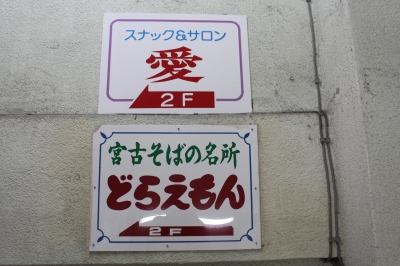 スナック&サロン
愛
2F
宮古そばの名所
どらえもん
2F